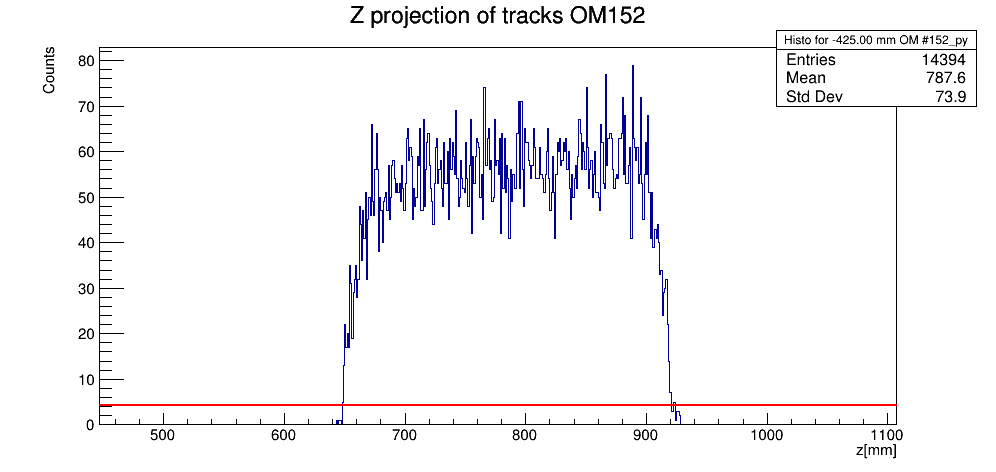 Z projection of tracks OM152
Histo for -425.00 mm OM #152_py
Entries 14394
Mean 787.6
Std Dev 73.9
Counts
80
70
60
50
40
30
20
10
0
500 600 700 800 900 1000 1100
z[mm]